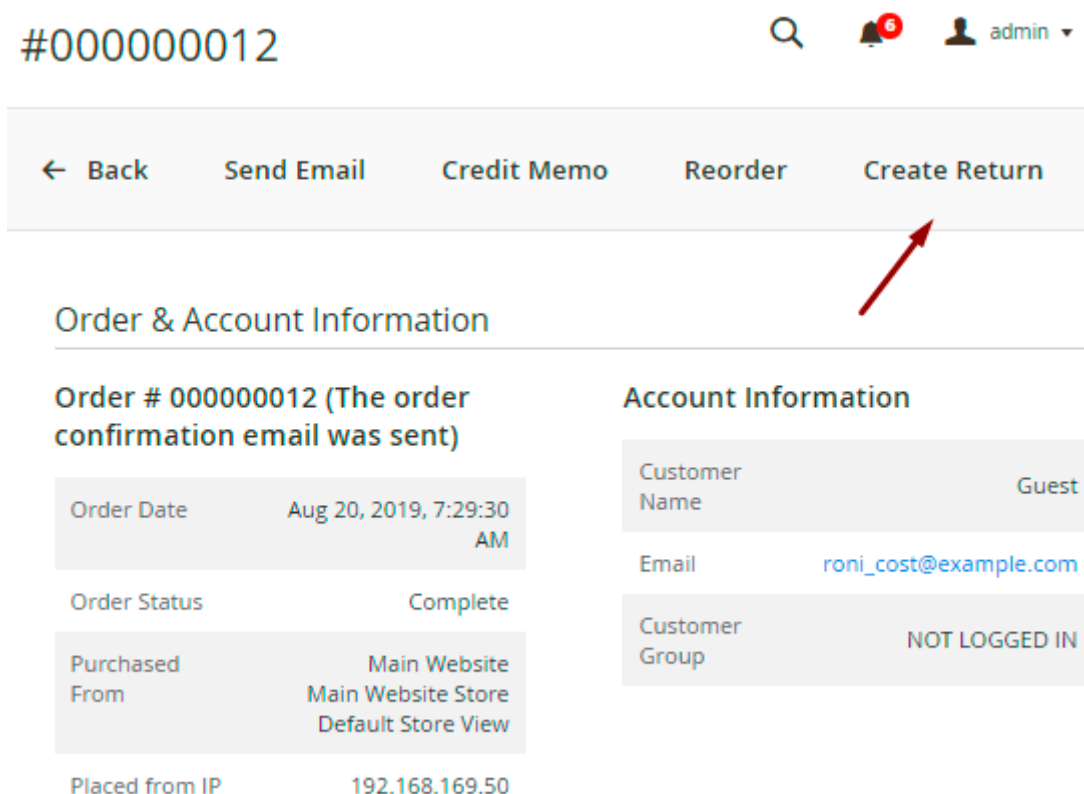 #000000012
6
admin
← Back Send Email Credit Memo Reorder Create Return
Order & Account Information
Order # 000000012 (The order
confirmation email was sent)
Order Date Aug 20, 2019, 7:29:30
AM
Order Status Complete
Purchased Main Website
From Main Website Store
Default Store View
Placed from IP 192.168.169.50
Account Information
Customer
Name Guest
Email roni_cost@example.com
Customer
Group NOT LOGGED IN